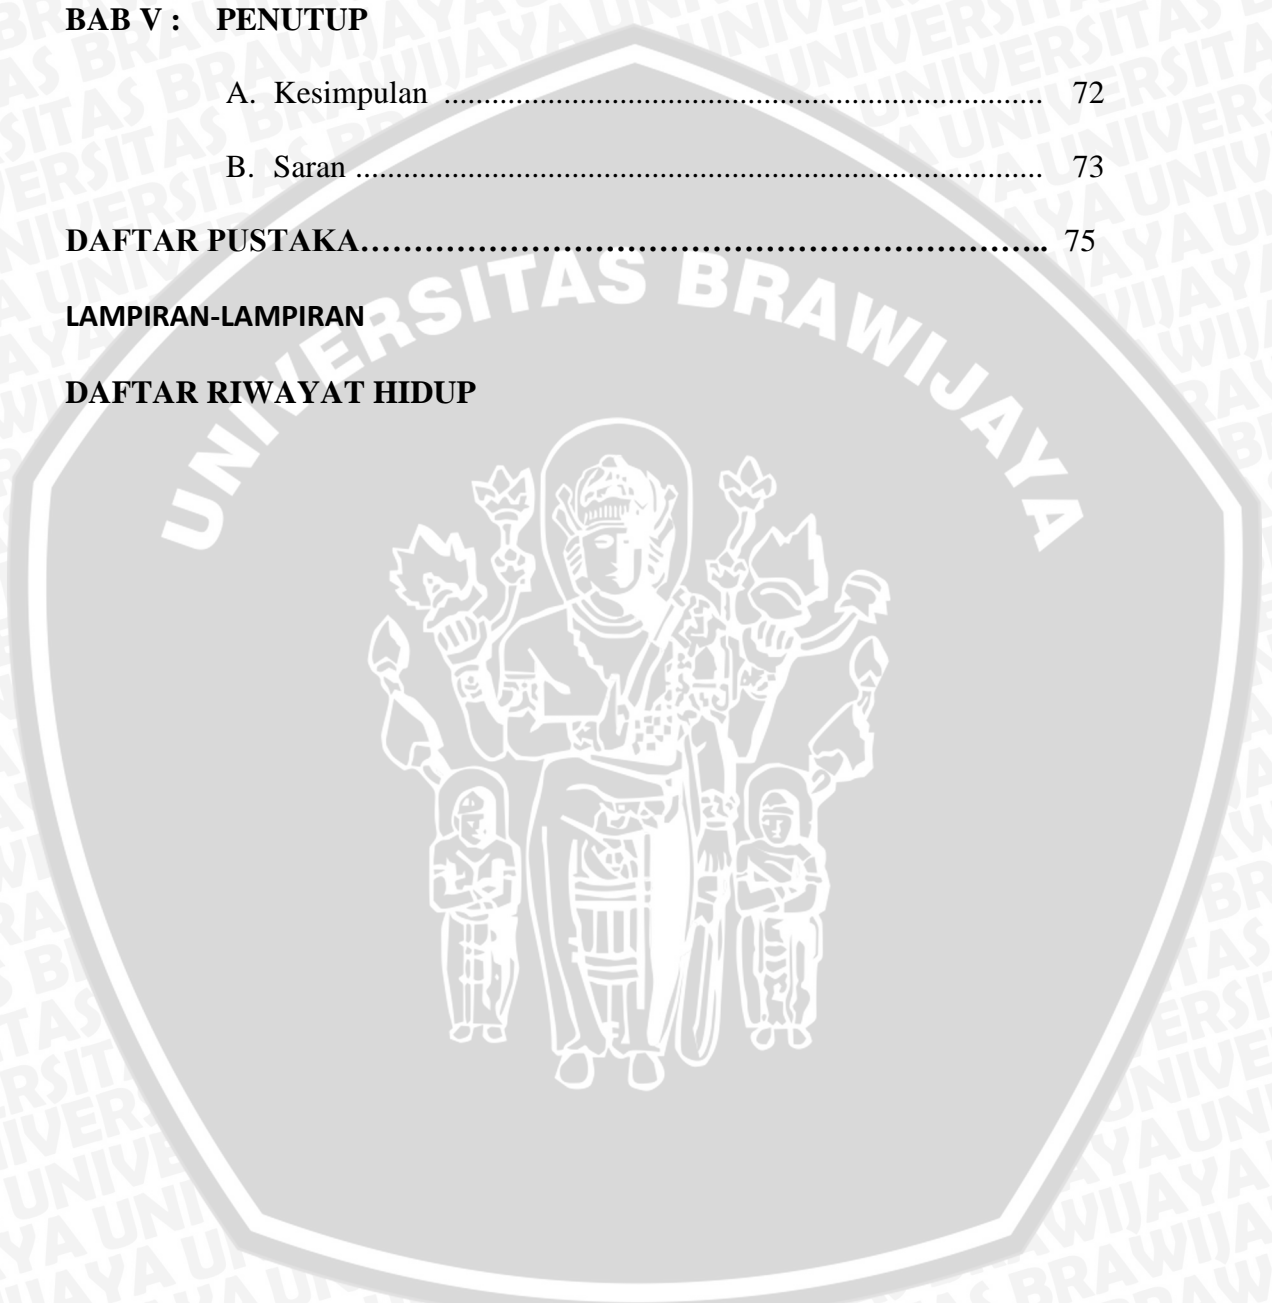 BAB V : PENUTUP
A. Kesimpulan ........................................................................... 72
B. Saran ...................................................................................... 73
DAFTAR PUSTAKA……………………………………………………….. 75
LAMPIRAN-LAMPIRAN
DAFTAR RIWAYAT HIDUP
UNIVERSITAS BRAWIJAYA